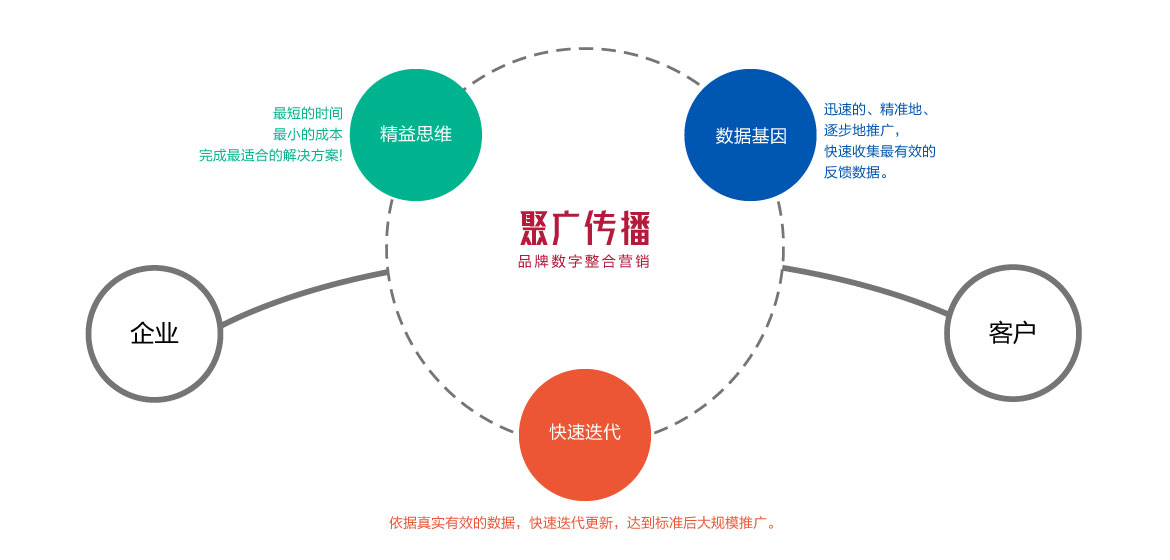 最短的时间
最小的成本
完成最适合的解决方案!
精益思维
数据基因
迅速的、精准地、
逐步地推广，
快速收集最有效的
反馈数据。
聚广传播
品牌数字整合营销
企业
客户
快速迭代
依据真实有效的数据，快速迭代更新，达到标准后大规模推广。